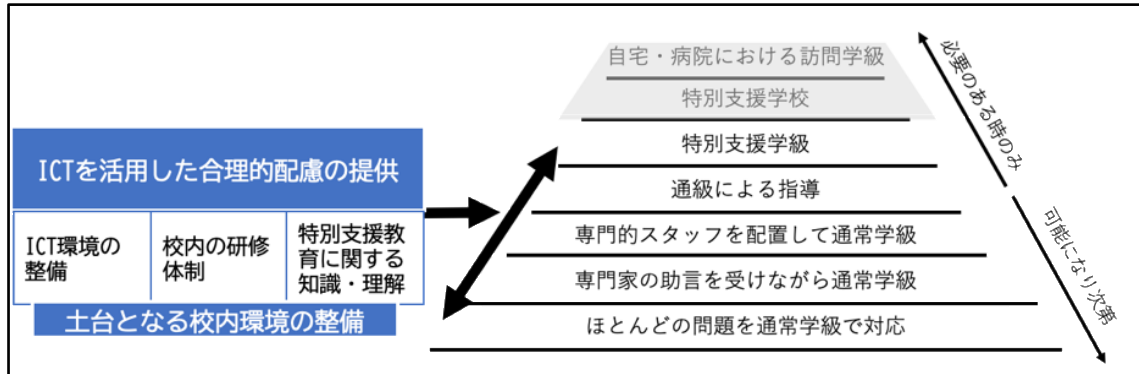 ICTを活用した合理的配慮の提供
ICT環境の
整備
校内の研修
体制
特別支援教
育に関する
知識・理解
土台となる校内環境の整備
自宅・病院における訪問学級
特別支援学校
特別支援学級
通級による指導
専門的スタッフを配置して通常学級
専門家の助言を受けながら通常学級
ほとんどの問題を通常学級で対応
必要のある時のみ
可能になり次第